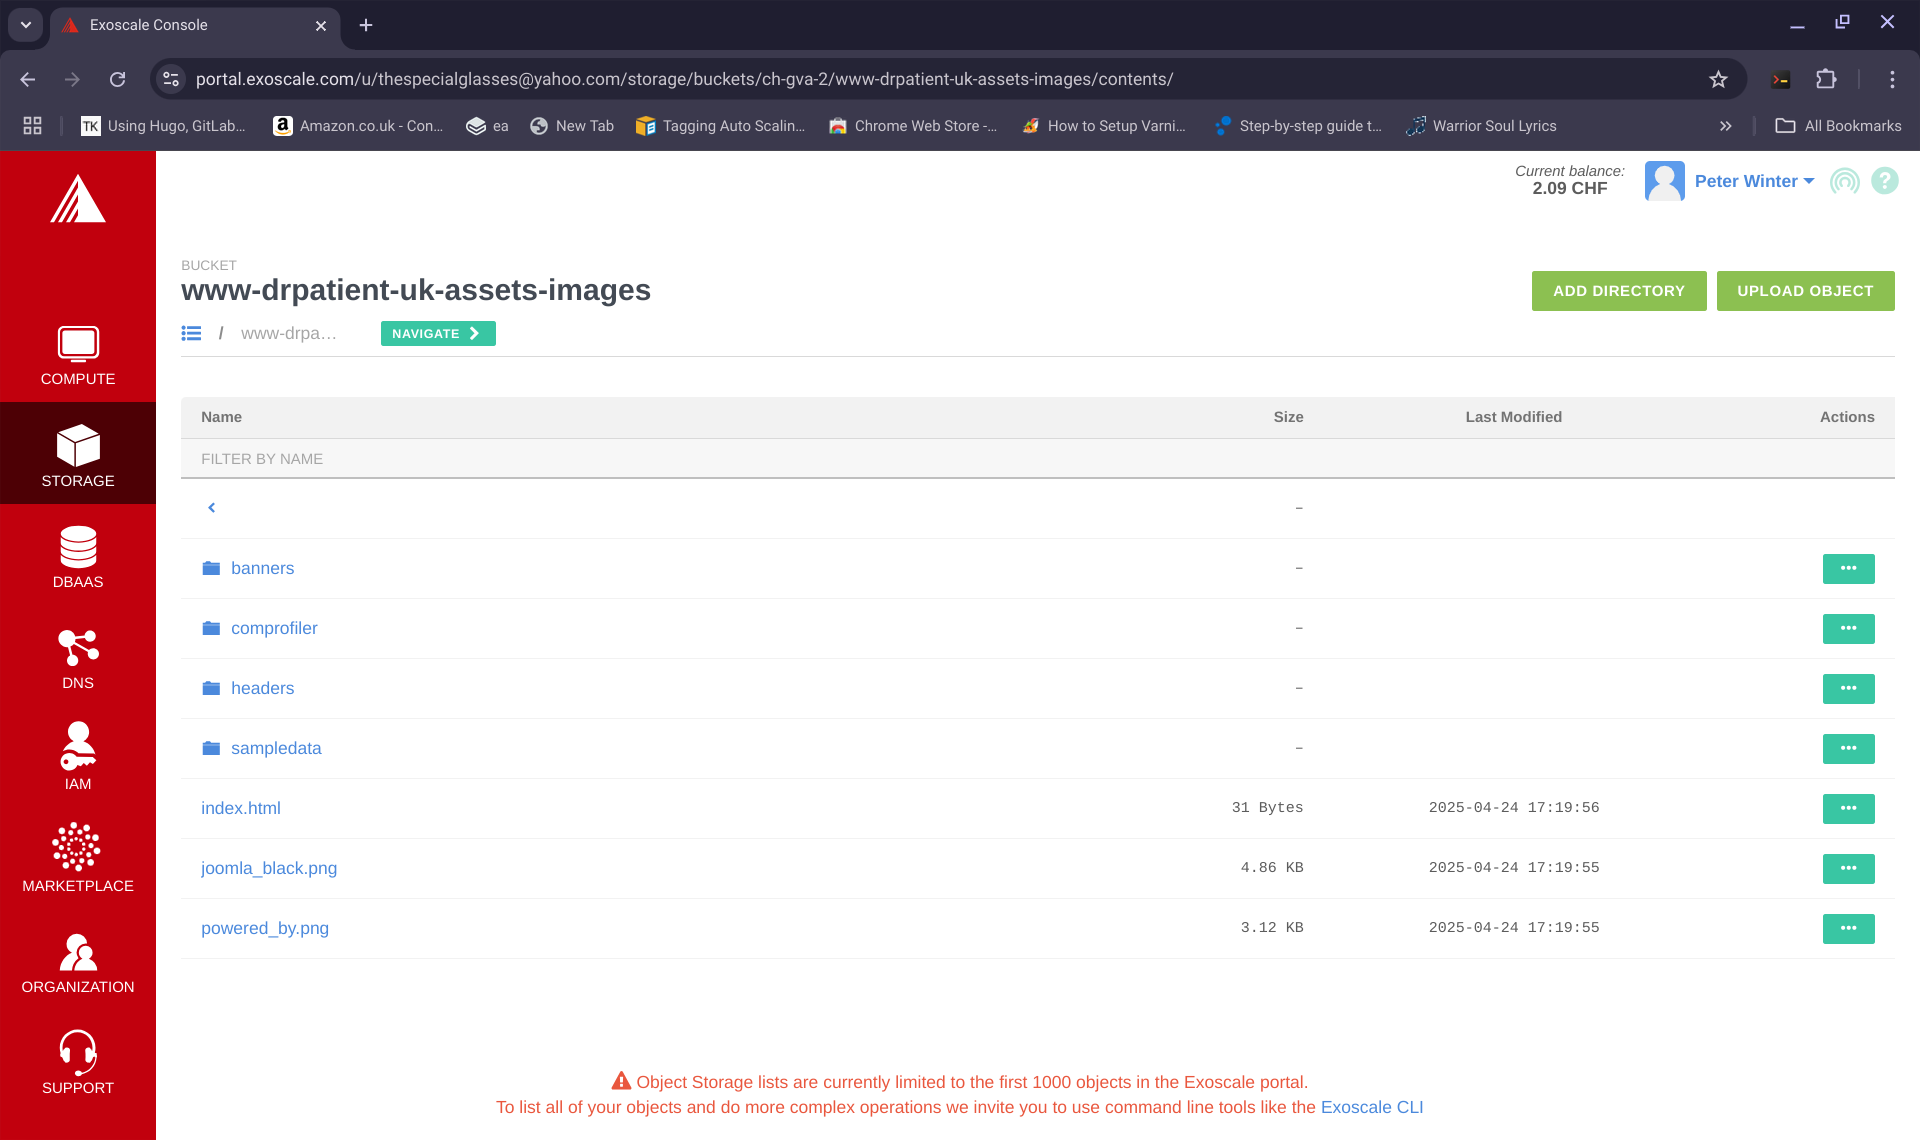 Exoscale Console
portal.exoscale.com/u/thespecialglasses@yahoo.com/storage/buckets/ch-gva-2/www-drpatient-uk-assets-images/contents/
TK Using Hugo, GitLab... a Amazon.co.uk - Con... ea New Tab Tagging Auto Scalin... Chrome Web Store -... How to Setup Varni... Step-by-step guide t... Warrior Soul Lyrics » All Bookmarks
Current balance:
2.09 CHF
Peter Winter
?
COMPUTE
STORAGE
DBAAS
DNS
IAM
MARKETPLACE
ORGANIZATION
SUPPORT
BUCKET
www-drpatient-uk-assets-images
ADD DIRECTORY UPLOAD OBJECT
/ www-drpa... NAVIGATE
Name Size Last Modified Actions
FILTER BY NAME
–
banners –
comprofiler –
headers –
sampledata –
index.html 31 Bytes 2025-04-24 17:19:56
joomla_black.png 4.86 KB 2025-04-24 17:19:55
powered_by.png 3.12 KB 2025-04-24 17:19:55
Object Storage lists are currently limited to the first 1000 objects in the Exoscale portal.
To list all of your objects and do more complex operations we invite you to use command line tools like the Exoscale CLI